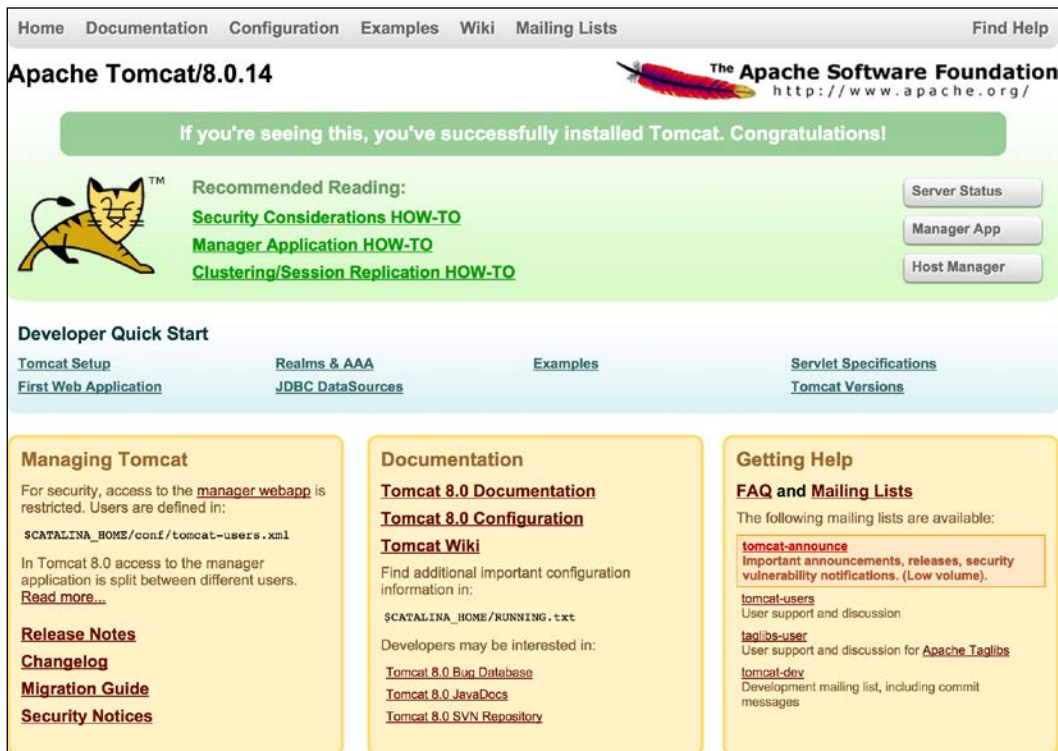 Home Documentation Configuration Examples Wiki Mailing Lists Find Help
Apache Tomcat/8.0.14
The Apache Software Foundation
http://www.apache.org/
If you're seeing this, you've successfully installed Tomcat. Congratulations!
TM
Recommended Reading:
Security Considerations HOW-TO
Manager Application HOW-TO
Clustering/Session Replication HOW-TO
Server Status
Manager App
Host Manager
Developer Quick Start
Tomcat Setup Realms & AAA Examples Servlet Specifications
First Web Application JDBC DataSources Tomcat Versions
Managing Tomcat
For security, access to the manager webapp is
restricted. Users are defined in:
$CATALINA_HOME/conf/tomcat-users.xml
In Tomcat 8.0 access to the manager
application is split between different users.
Read more...
Release Notes
Changelog
Migration Guide
Security Notices
Documentation
Tomcat 8.0 Documentation
Tomcat 8.0 Configuration
Tomcat Wiki
Find additional important configuration
information in:
$CATALINA_HOME/RUNNING.txt
Developers may be interested in:
Tomcat 8.0 Bug Database
Tomcat 8.0 JavaDocs
Tomcat 8.0 SVN Repository
Getting Help
FAQ and Mailing Lists
The following mailing lists are available:
tomcat-announce
Important announcements, releases, security
vulnerability notifications. (Low volume).
tomcat-users
User support and discussion
taglibs-user
User support and discussion for Apache Taglibs
tomcat-dev
Development mailing list, including commit
messages